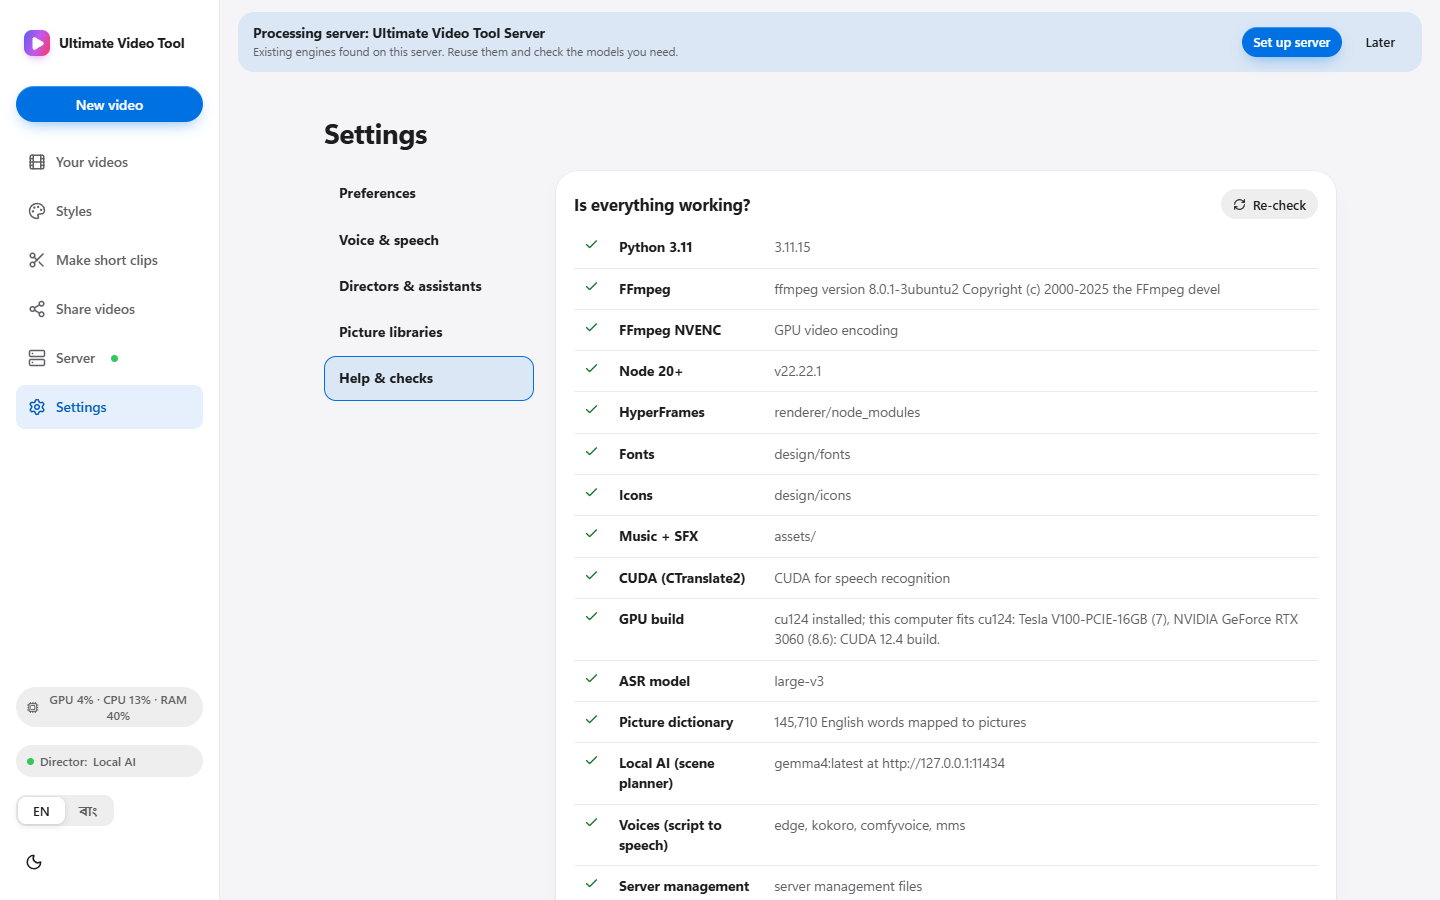 Ultimate Video Tool
New video
Your videos
Styles
Make short clips
Share videos
Server
Settings
GPU 4% · CPU 13% · RAM
40%
Director: Local AI
EN বাং
Processing server: Ultimate Video Tool Server
Existing engines found on this server. Reuse them and check the models you need.
Set up server
Later
Settings
Preferences
Voice & speech
Directors & assistants
Picture libraries
Help & checks
Is everything working?
Re-check
Python 3.11 3.11.15
FFmpeg ffmpeg version 8.0.1-3ubuntu2 Copyright (c) 2000-2025 the FFmpeg devel
FFmpeg NVENC GPU video encoding
Node 20+ v22.22.1
HyperFrames renderer/node_modules
Fonts design/fonts
Icons design/icons
Music + SFX assets/
CUDA (CTranslate2) CUDA for speech recognition
GPU build cu124 installed; this computer fits cu124: Tesla V100-PCIE-16GB (7), NVIDIA GeForce RTX
3060 (8.6): CUDA 12.4 build.
ASR model large-v3
Picture dictionary 145,710 English words mapped to pictures
Local AI (scene gemma4:latest at http://127.0.0.1:11434
planner)
Voices (script to edge, kokoro, comfyvoice, mms
speech)
Server management server management files